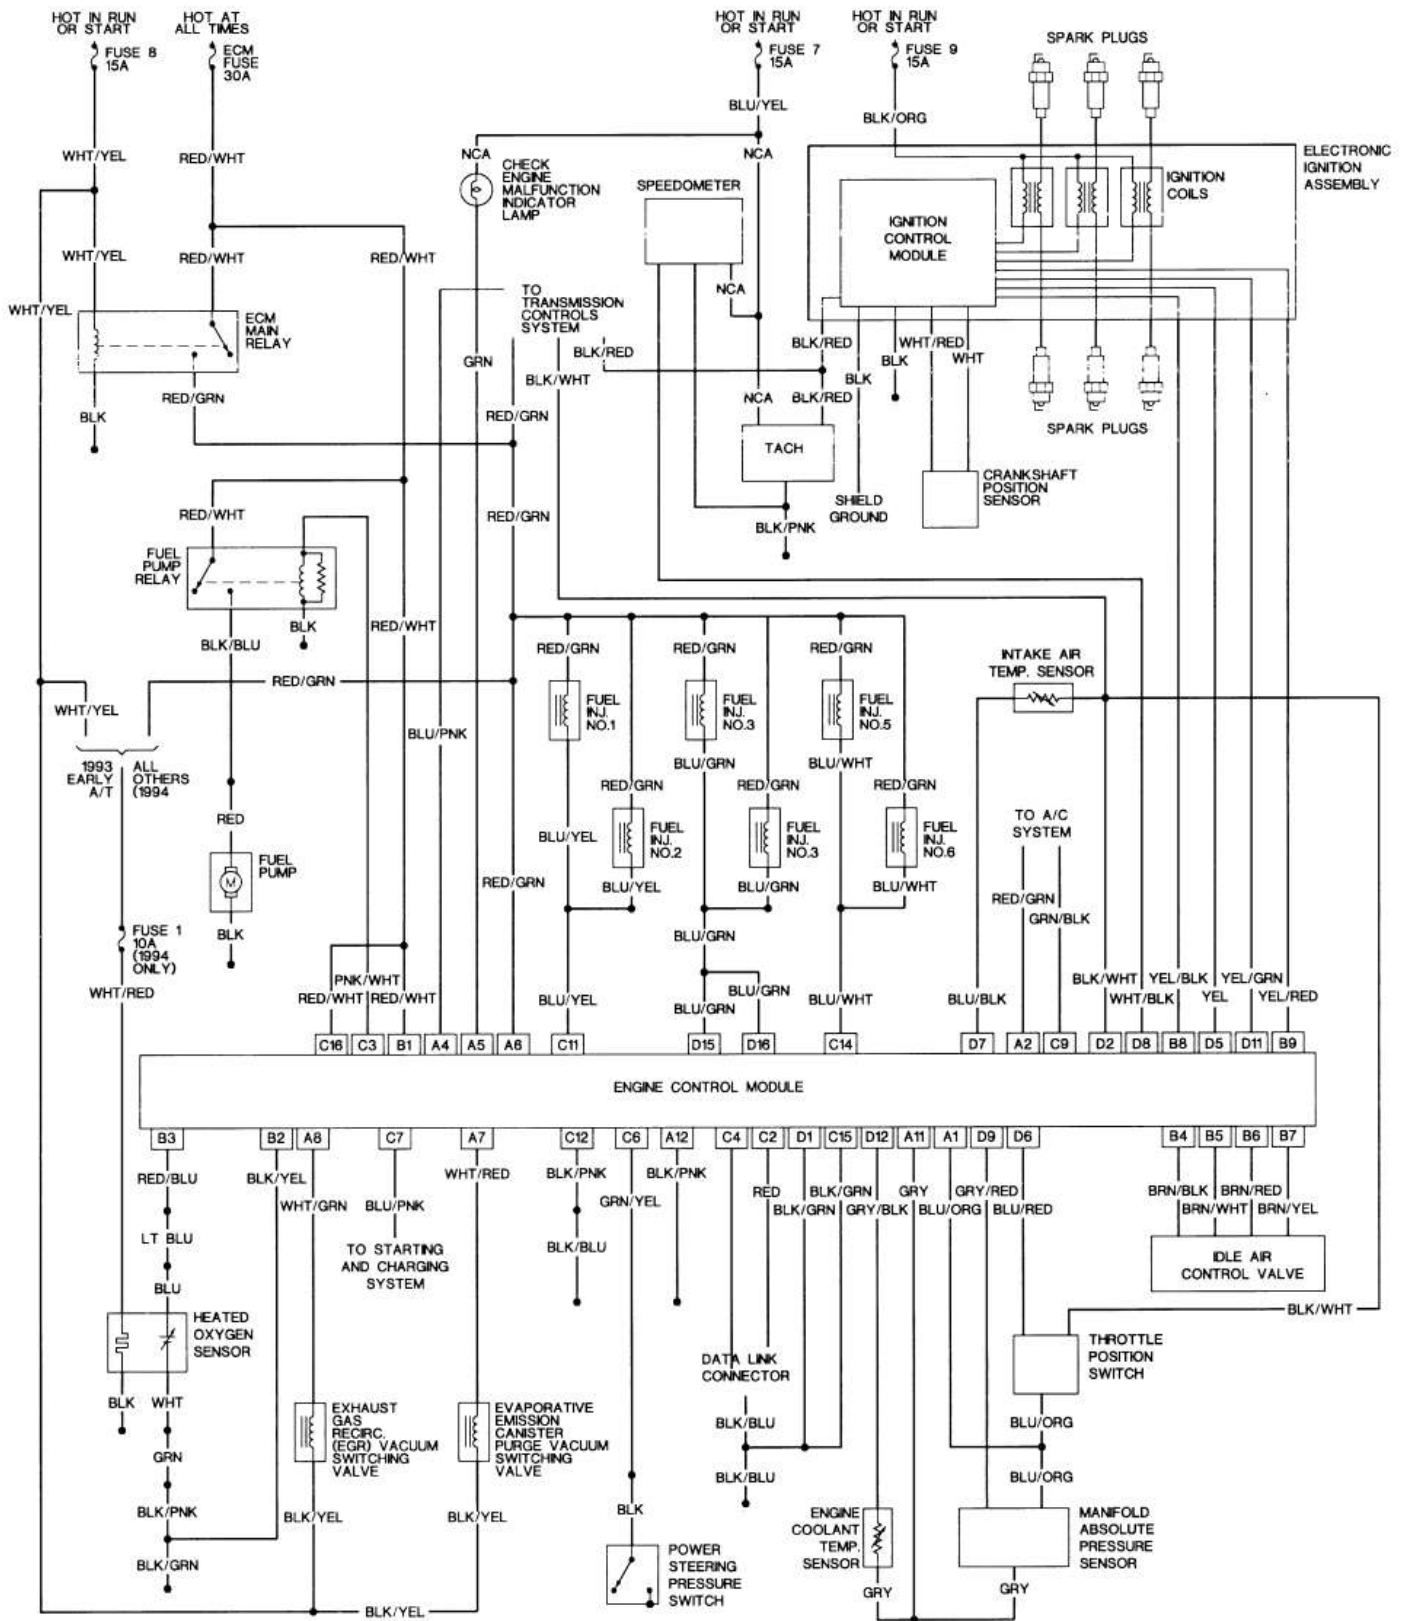 HOT IN RUN
OR START
HOT AT
ALL TIMES
HOT IN RUN
OR START
HOT IN RUN
OR START
FUSE 8
15A
ECM
FUSE
30A
FUSE 7
15A
FUSE 9
15A
SPARK PLUGS
BLU/YEL
BLK/ORG
WHT/YEL
RED/WHT
NCA
NCA
CHECK
ENGINE
MALFUNCTION
INDICATOR
LAMP
SPEEDOMETER
ELECTRONIC
IGNITION
ASSEMBLY
IGNITION
COILS
IGNITION
CONTROL
MODULE
WHT/YEL
RED/WHT
RED/WHT
NCA
WHT/YEL
TO
TRANSMISSION
CONTROLS
SYSTEM
ECM
MAIN
RELAY
GRN
BLK/RED
BLK/WHT
BLK/RED
BLK
WHT/RED
WHT
BLK
RED/GRN
NCA
BLK/RED
BLK
RED/GRN
SPARK PLUGS
TACH
CRANKSHAFT
POSITION
SENSOR
SHIELD
GROUND
RED/WHT
RED/GRN
BLK/PNK
FUEL
PUMP
RELAY
BLK
RED/WHT
BLK/BLU
RED/GRN
RED/GRN
RED/GRN
INTAKE AIR
TEMP. SENSOR
RED/GRN
WHT/YEL
FUEL
INJ.
NO.1
FUEL
INJ.
NO.3
FUEL
INJ.
NO.5
BLU/PNK
1993
EARLY
A/T
ALL
OTHERS
(1994
BLU/GRN
BLU/WHT
RED/GRN
RED/GRN
RED/GRN
RED
BLU/YEL
FUEL
INJ.
NO.2
FUEL
INJ.
NO.3
FUEL
INJ.
NO.6
TO A/C
SYSTEM
FUEL
PUMP
M
RED/GRN
BLU/YEL
BLU/GRN
BLU/WHT
RED/GRN
GRN/BLK
FUSE 1
10A
(1994
ONLY)
BLK
BLU/GRN
WHT/RED
PNK/WHT
RED/WHT
RED/WHT
BLU/YEL
BLU/GRN
BLU/GRN
BLU/WHT
BLU/BLK
BLK/WHT
WHT/BLK
YEL/BLK
YEL
YEL/GRN
YEL/RED
C16 C3 B1 A4 A5 A6 C11 D15 D16 C14 D7 A2 C9 D2 D8 B8 D5 D11 B9
ENGINE CONTROL MODULE
B3 B2 A8 C7 A7 C12 C6 A12 C4 C2 D1 C15 D12 A11 A1 D9 D6 B4 B5 B6 B7
RED/BLU
BLK/YEL
WHT/GRN
BLU/PNK
WHT/RED
BLK/PNK
GRN/YEL
BLK/PNK
RED
BLK/GRN
BLK/GRN
GRY/BLK
GRY
BLU/ORG
GRY/RED
BLU/RED
BRN/BLK
BRN/WHT
BRN/RED
BRN/YEL
LT BLU
TO STARTING
AND CHARGING
SYSTEM
BLK/BLU
IDLE AIR
CONTROL VALVE
BLU
BLK/WHT
HEATED
OXYGEN
SENSOR
DATA LINK
CONNECTOR
THROTTLE
POSITION
SWITCH
BLK
WHT
EXHAUST
GAS
RECIRC.
(EGR) VACUUM
SWITCHING
VALVE
EVAPORATIVE
EMISSION
CANISTER
PURGE VACUUM
SWITCHING
VALVE
BLK/BLU
BLU/ORG
GRN
BLK/BLU
BLU/ORG
BLK/PNK
BLK/YEL
BLK/YEL
BLK
ENGINE
COOLANT
TEMP.
SENSOR
MANIFOLD
ABSOLUTE
PRESSURE
SENSOR
BLK/GRN
POWER
STEERING
PRESSURE
SWITCH
GRY
GRY
BLK/YEL